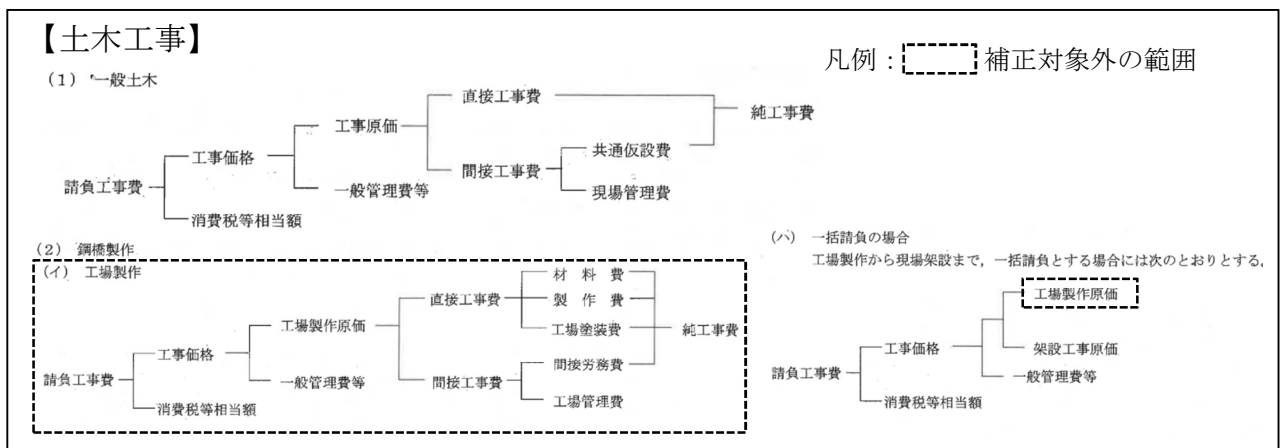 【土木工事】
凡例：補正対象外の範囲
（1） 一般土木
直接工事費
純工事費
工事原価
共通仮設費
工事価格
間接工事費
請負工事費
一般管理費等
現場管理費
消費税等相当額
（2） 鋼橋製作
（イ） 工場製作
材料費
直接工事費
製作費
工場製作原価
工場塗装費
純工事費
工事価格
間接労務費
請負工事費
一般管理費等
間接工事費
工場管理費
消費税等相当額
（ハ） 一括請負の場合
工場製作から現場架設まで，一括請負とする場合には次のとおりとする。
工場製作原価
工事価格
架設工事原価
請負工事費
一般管理費等
消費税等相当額